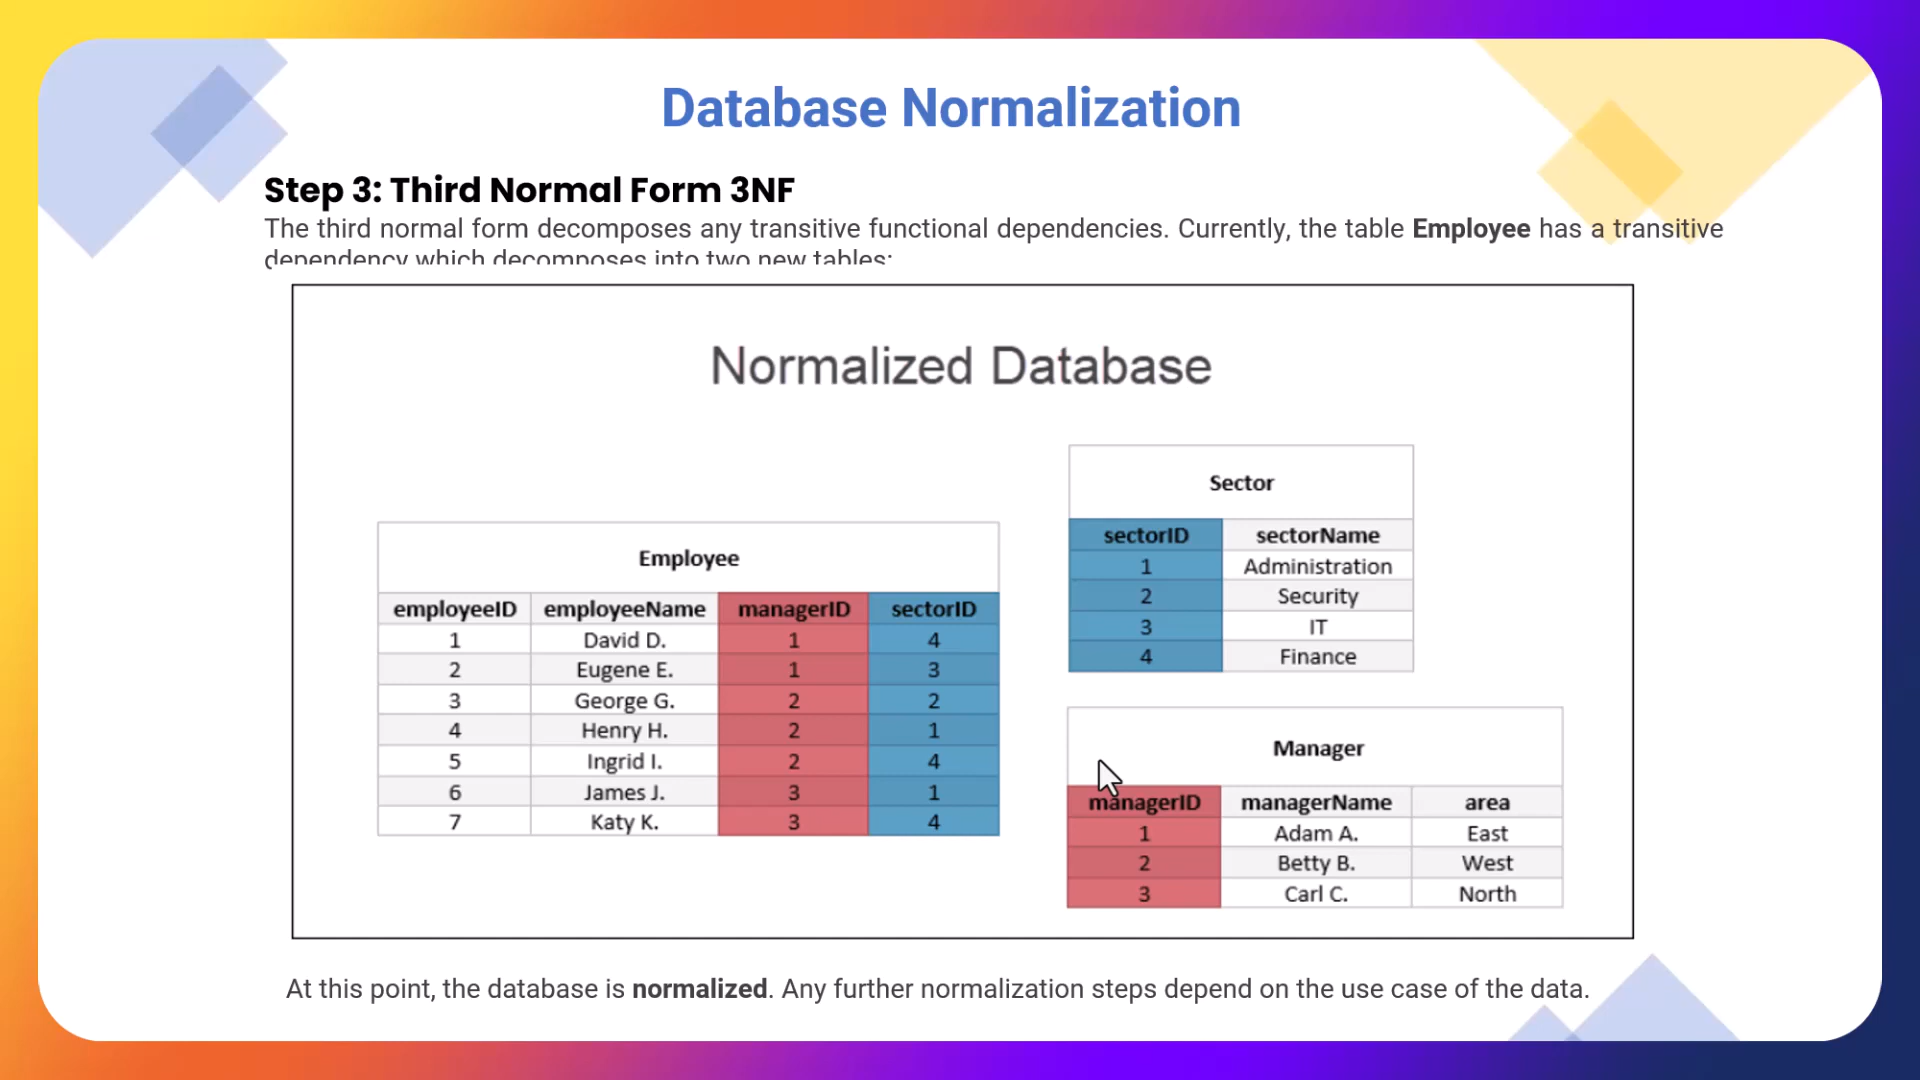 Database Normalization
Step 3: Third Normal Form 3NF
The third normal form decomposes any transitive functional dependencies. Currently, the table Employee has a transitive
dependency which decomposes into two new tables:
Normalized Database
Employee
employeeID employeeName managerID sectorID
1 David D. 1 4
2 Eugene E. 1 3
3 George G. 2 2
4 Henry H. 2 1
5 Ingrid I. 2 4
6 James J. 3 1
7 Katy K. 3 4
Sector
sectorID sectorName
1 Administration
2 Security
3 IT
4 Finance
Manager
managerID managerName area
1 Adam A. East
2 Betty B. West
3 Carl C. North
At this point, the database is normalized. Any further normalization steps depend on the use case of the data.